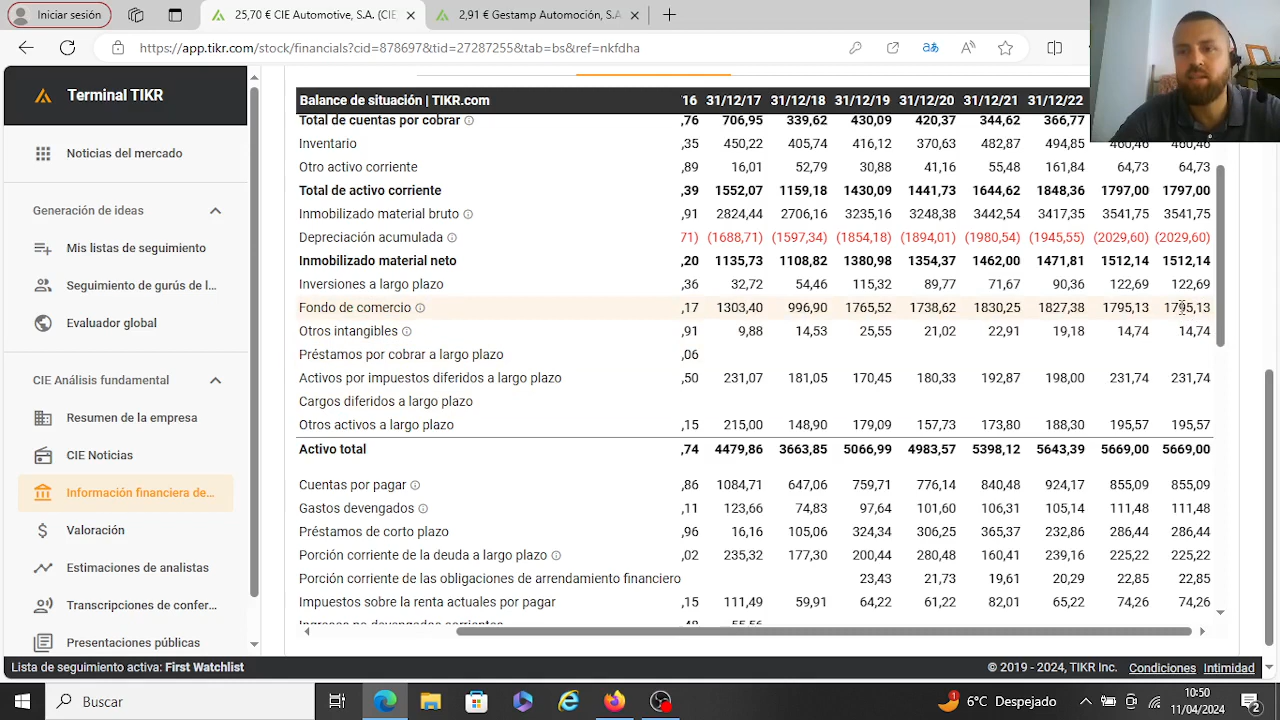 Iniciar sesión
25,70 € CIE Automotive, S.A. (CIE
2,91 € Gestamp Automoción, S.A
https://app.tikr.com/stock/financials?cid=878697&tid=27287255&tab=bs&ref=nkfdha
Terminal TIKR
Noticias del mercado
Generación de ideas
Mis listas de seguimiento
Seguimiento de gurús de l...
Evaluador global
CIE Análisis fundamental
Resumen de la empresa
CIE Noticias
Información financiera de...
Valoración
Estimaciones de analistas
Transcripciones de confer...
Presentaciones públicas
Balance de situación | TIKR.com '16 31/12/17 31/12/18 31/12/19 31/12/20 31/12/21 31/12/22
Total de cuentas por cobrar ,76 706,95 339,62 430,09 420,37 344,62 366,77
Inventario ,35 450,22 405,74 416,12 370,63 482,87 494,85 460,46 460,46
Otro activo corriente ,89 16,01 52,79 30,88 41,16 55,48 161,84 64,73 64,73
Total de activo corriente ,39 1552,07 1159,18 1430,09 1441,73 1644,62 1848,36 1797,00 1797,00
Inmobilizado material bruto ,91 2824,44 2706,16 3235,16 3248,38 3442,54 3417,35 3541,75 3541,75
Depreciación acumulada 71) (1688,71) (1597,34) (1854,18) (1894,01) (1980,54) (1945,55) (2029,60) (2029,60)
Inmobilizado material neto ,20 1135,73 1108,82 1380,98 1354,37 1462,00 1471,81 1512,14 1512,14
Inversiones a largo plazo ,36 32,72 54,46 115,32 89,77 71,67 90,36 122,69 122,69
Fondo de comercio ,17 1303,40 996,90 1765,52 1738,62 1830,25 1827,38 1795,13 1795,13
Otros intangibles ,91 9,88 14,53 25,55 21,02 22,91 19,18 14,74 14,74
Préstamos por cobrar a largo plazo ,06
Activos por impuestos diferidos a largo plazo ,50 231,07 181,05 170,45 180,33 192,87 198,00 231,74 231,74
Cargos diferidos a largo plazo
Otros activos a largo plazo ,15 215,00 148,90 179,09 157,73 173,80 188,30 195,57 195,57
Activo total ,74 4479,86 3663,85 5066,99 4983,57 5398,12 5643,39 5669,00 5669,00
Cuentas por pagar ,86 1084,71 647,06 759,71 776,14 840,48 924,17 855,09 855,09
Gastos devengados ,11 123,66 74,83 97,64 101,60 106,31 105,14 111,48 111,48
Préstamos de corto plazo ,96 16,16 105,06 324,34 306,25 365,37 232,86 286,44 286,44
Porción corriente de la deuda a largo plazo ,02 235,32 177,30 200,44 280,48 160,41 239,16 225,22 225,22
Porción corriente de las obligaciones de arrendamiento financiero 23,43 21,73 19,61 20,29 22,85 22,85
Impuestos sobre la renta actuales por pagar ,15 111,49 59,91 64,22 61,22 82,01 65,22 74,26 74,26
Lista de seguimiento activa: First Watchlist
© 2019 - 2024, TIKR Inc. Condiciones Intimidad
Buscar
6°C Despejado
10:50
11/04/2024